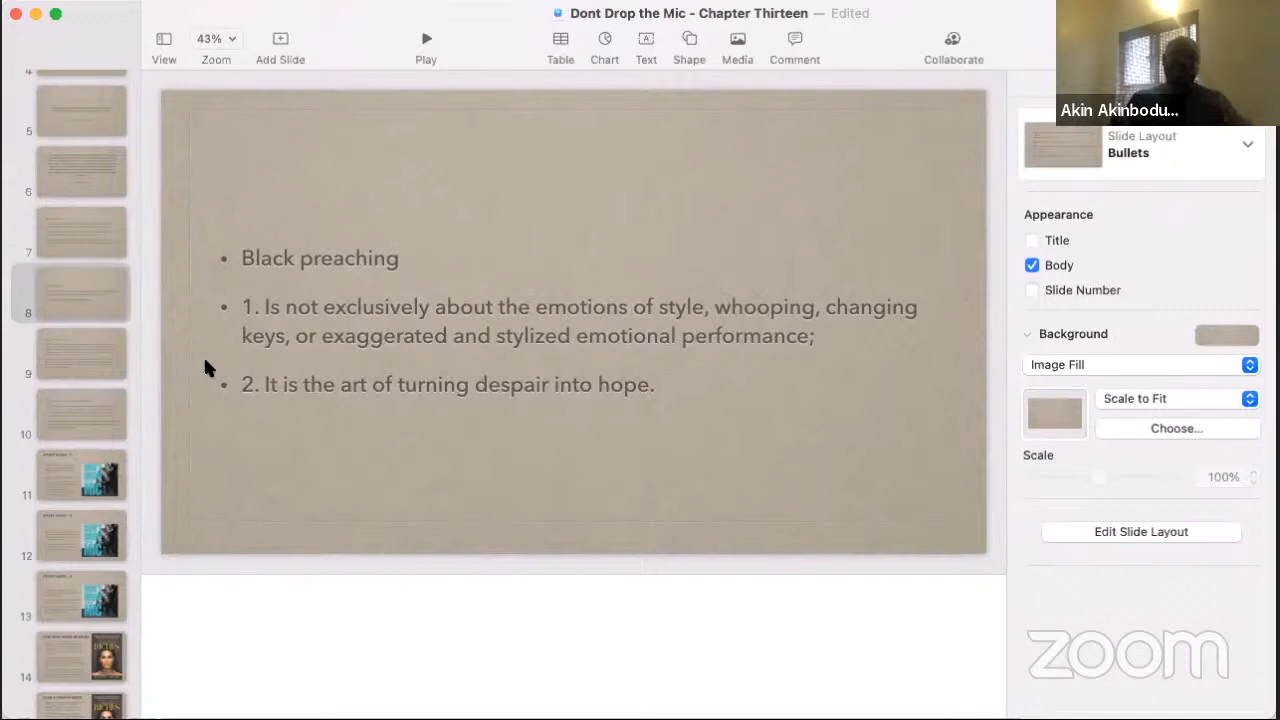 Dont Drop the Mic - Chapter Thirteen — Edited
43%
View
Zoom
Add Slide
Play
Table
Chart
Text
Shape
Media
Comment
Collaborate
Akin Akinbodu...
Slide Layout
Bullets
Appearance
Title
Body
Slide Number
Background
Image Fill
Scale to Fit
Choose...
Scale
100%
Edit Slide Layout
zoom
4
5
6
7
8
9
10
11
12
13
14
• Black preaching
• 1. Is not exclusively about the emotions of style, whooping, changing
keys, or exaggerated and stylized emotional performance;
• 2. It is the art of turning despair into hope.